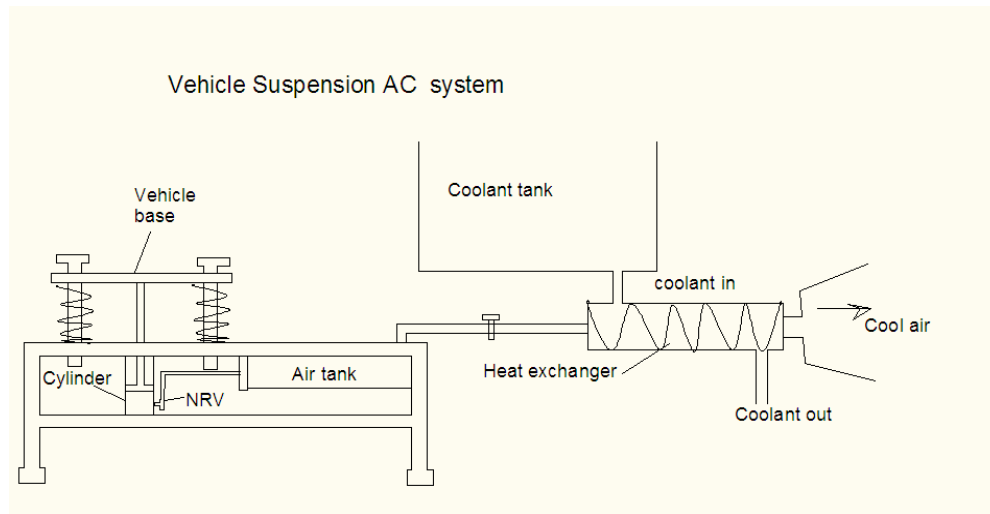 Vehicle Suspension AC system
Vehicle
base
Coolant tank
coolant in
Cool air
Cylinder
Air tank
NRV
Heat exchanger
Coolant out